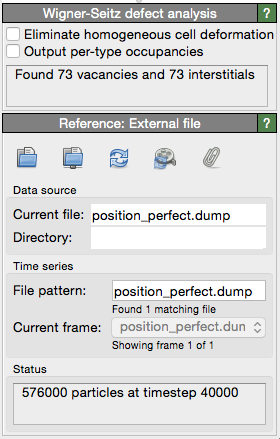 Wigner-Seitz defect analysis ?
Eliminate homogeneous cell deformation
Output per-type occupancies
Found 73 vacancies and 73 interstitials
Reference: External file ?
Data source
Current file: position_perfect.dump
Directory:
Time series
File pattern: position_perfect.dump
Found 1 matching file
Current frame: position_perfect.dun
Showing frame 1 of 1
Status
576000 particles at timestep 40000